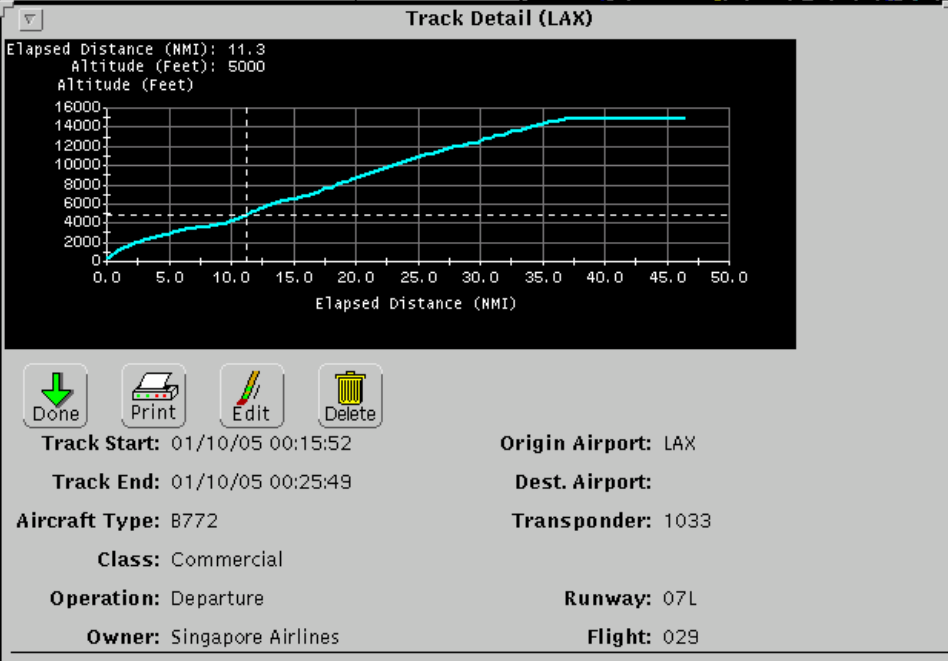 Track Detail (LAX)
Elapsed Distance (NMI): 11.3
Altitude (Feet): 5000
Altitude (Feet)
16000
14000
12000
10000
8000
6000
4000
2000
0
0.0 5.0 10.0 15.0 20.0 25.0 30.0 35.0 40.0 45.0 50.0
Elapsed Distance (NMI)
Done Print Edit Delete
Track Start: 01/10/05 00:15:52 Origin Airport: LAX
Track End: 01/10/05 00:25:49 Dest. Airport:
Aircraft Type: B772 Transponder: 1033
Class: Commercial
Operation: Departure Runway: 07L
Owner: Singapore Airlines Flight: 029